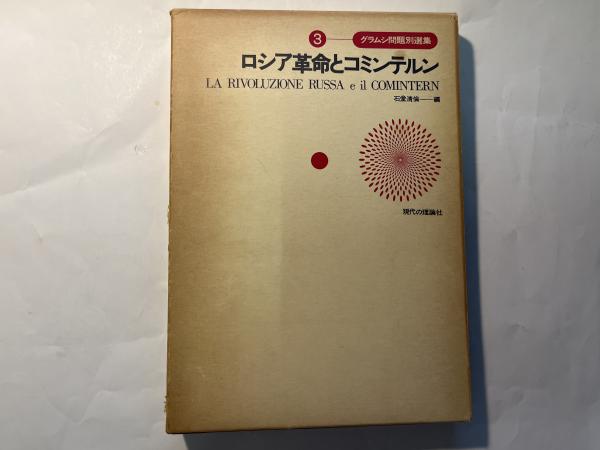 3 グラムシ問題別選集
ロシア革命とコミンテルン
LA RIVOLUZIONE RUSSA e il COMINTERN
石堂清倫——編
現代の理論社